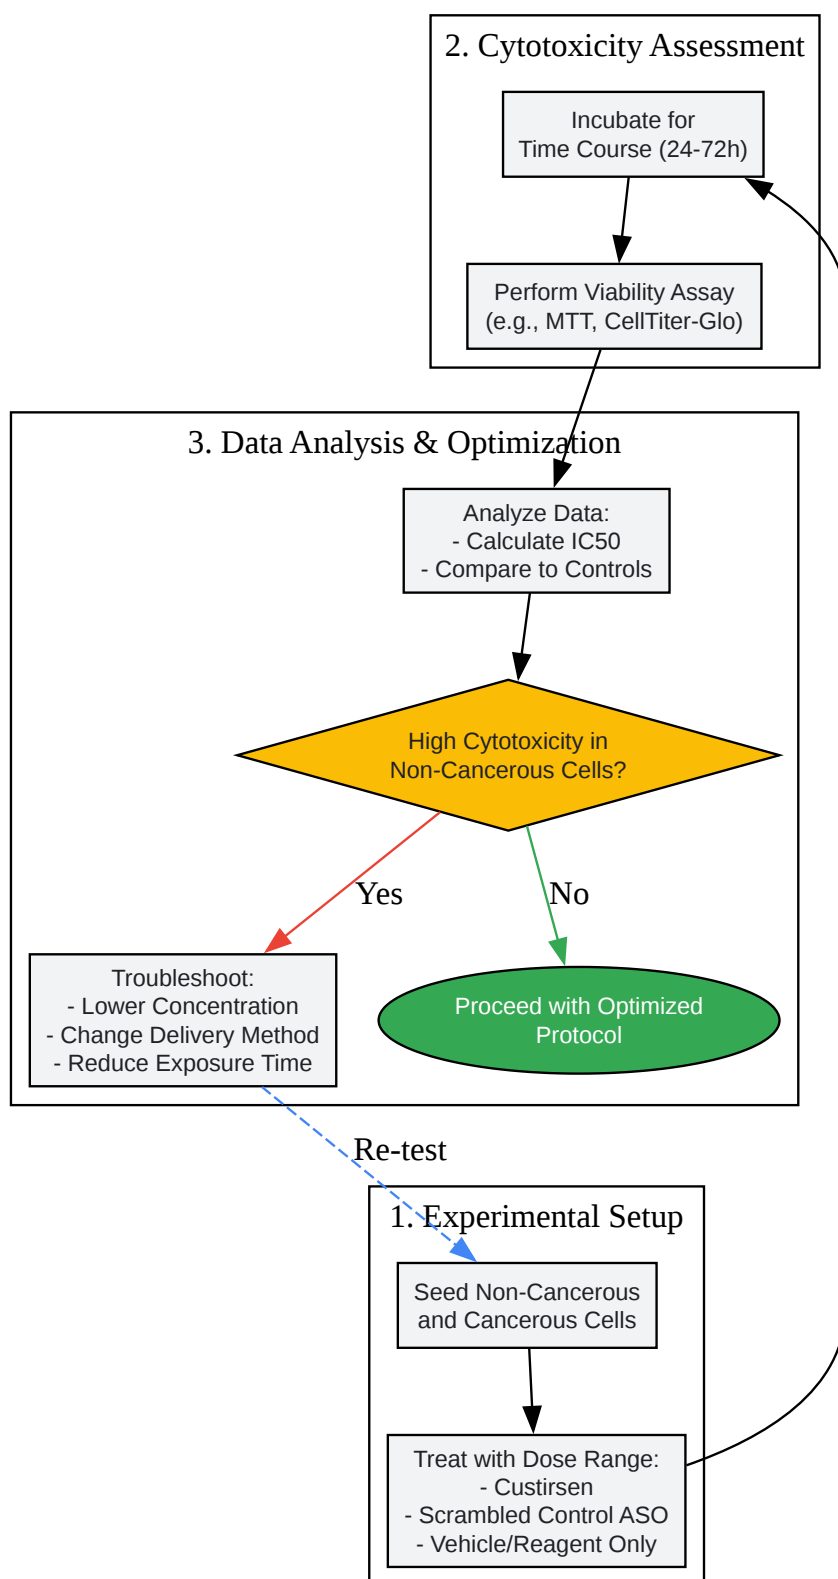 2. Cytotoxicity Assessment
Incubate for
Time Course (24-72h)
Perform Viability Assay
(e.g., MTT, CellTiter-Glo)
3. Data Analysis & Optimization
Analyze Data:
- Calculate IC50
- Compare to Controls
High Cytotoxicity in
Non-Cancerous Cells?
Yes
No
Troubleshoot:
- Lower Concentration
- Change Delivery Method
- Reduce Exposure Time
Proceed with Optimized
Protocol
Re-test
1. Experimental Setup
Seed Non-Cancerous
and Cancerous Cells
Treat with Dose Range:
- Custirsen
- Scrambled Control ASO
- Vehicle/Reagent Only